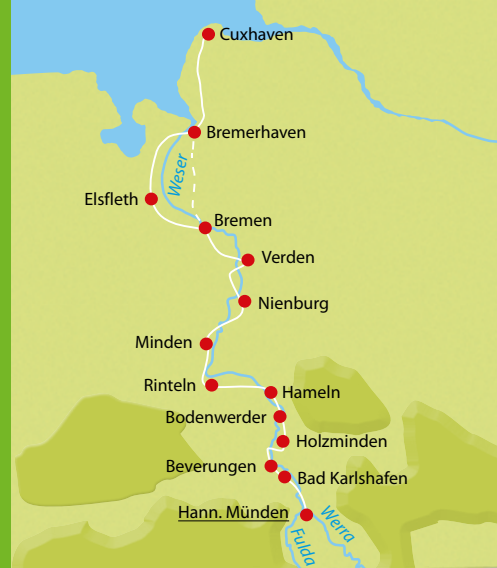 Cuxhaven
Bremerhaven
Weser
Elsfleth
Bremen
Verden
Nienburg
Minden
Rinteln
Hameln
Bodenwerder
Holzminden
Beverungen
Bad Karlshafen
Hann. Münden
Werra
Fulda